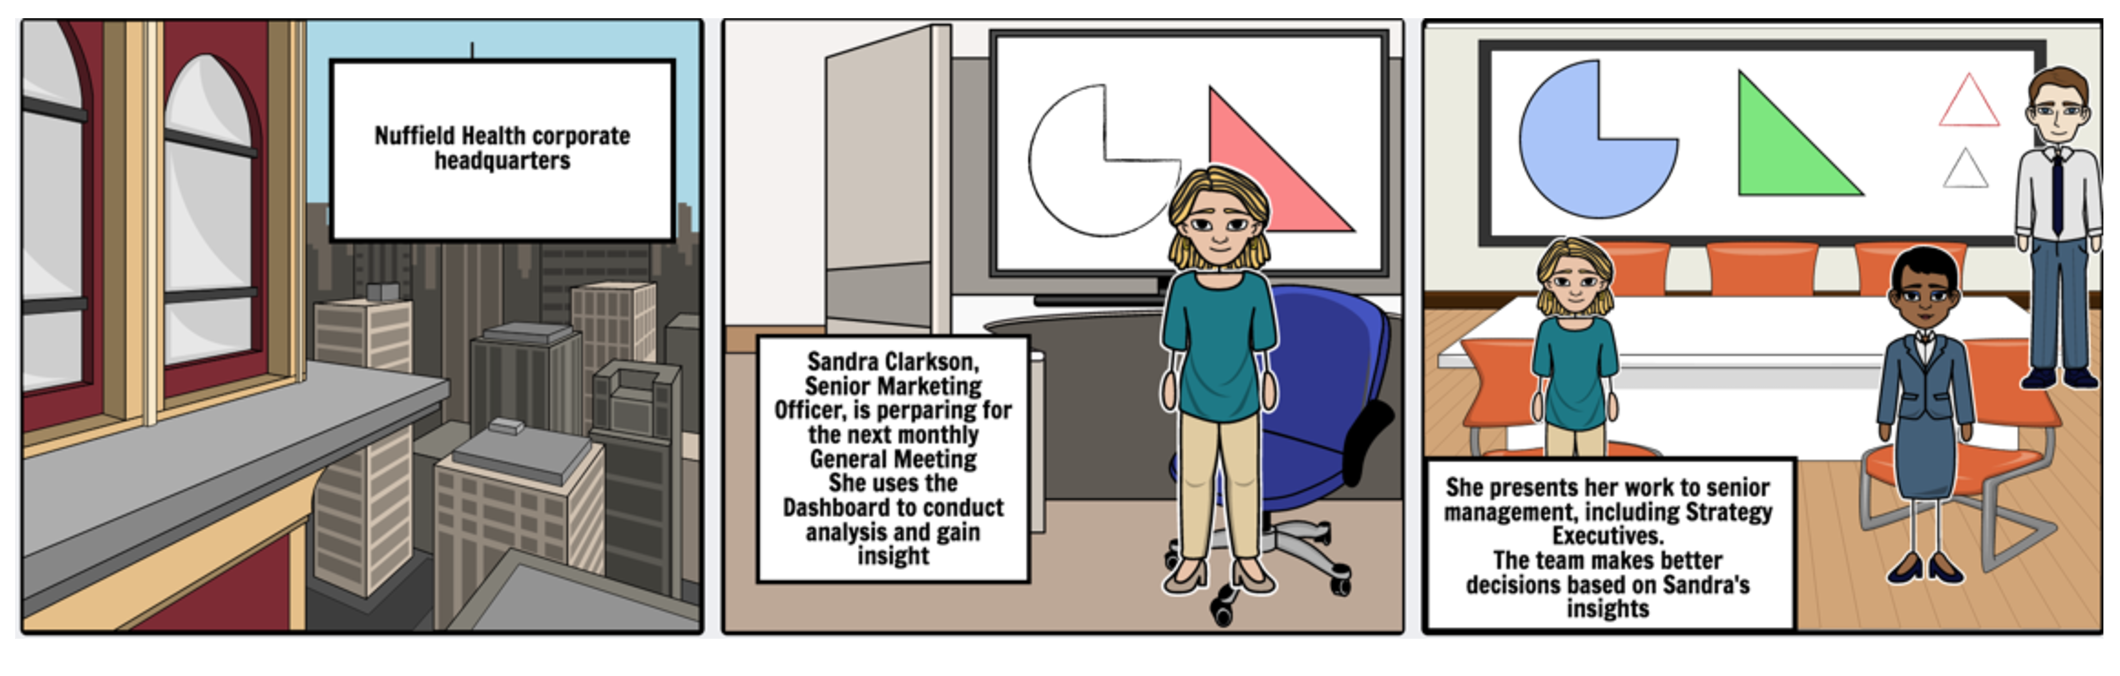 Nuffield Health corporate
headquarters
Sandra Clarkson,
Senior Marketing
Officer, is perparing for
the next monthly
General Meeting
She uses the
Dashboard to conduct
analysis and gain
insight
She presents her work to senior
management, including Strategy
Executives.
The team makes better
decisions based on Sandra's
insights